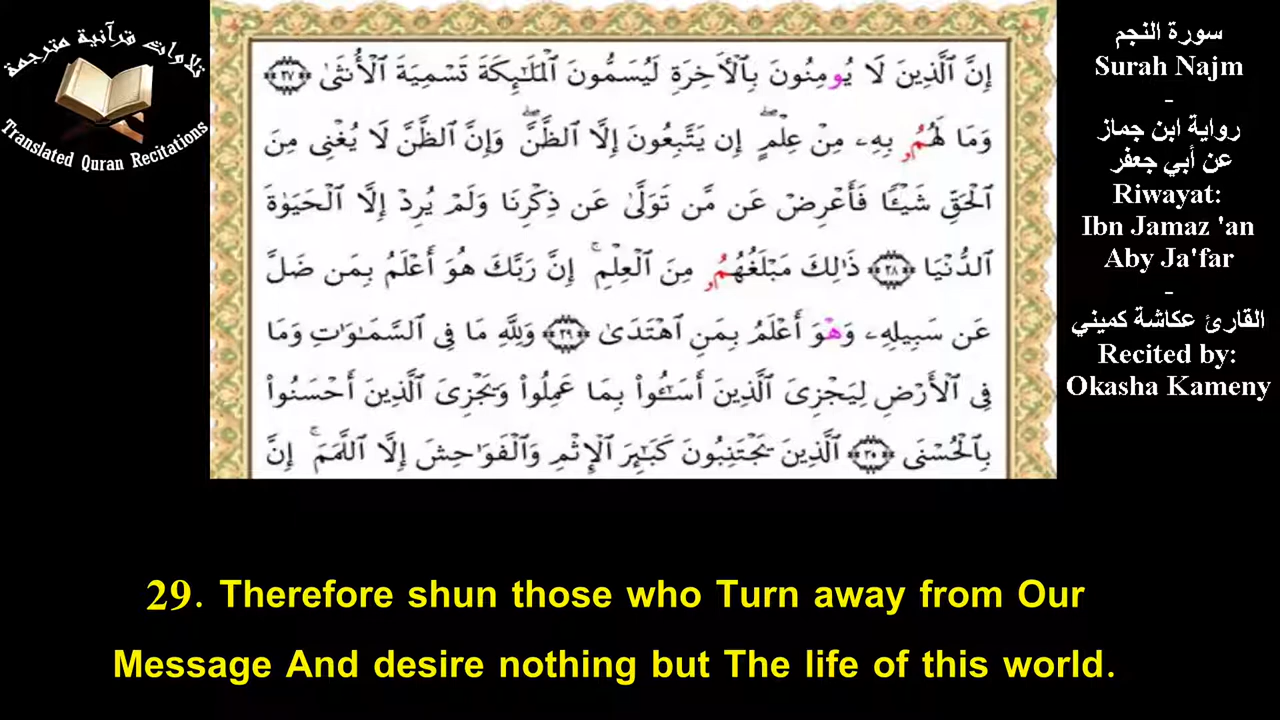 تلاوات قرآنية مترجمة
Translated Quran Recitations
إِنَّ ٱلَّذِينَ لَا يُومِنُونَ بِٱلۡأٓخِرَةِ لَيُسَمُّونَ ٱلۡمَلَٰٓئِكَةَ تَسۡمِيَةَ ٱلۡأُنثَىٰ ٢٧
وَمَا لَهُمُۥ بِهِۦ مِنۡ عِلۡمٍۖ إِن يَتَّبِعُونَ إِلَّا ٱلظَّنَّۖ وَإِنَّ ٱلظَّنَّ لَا يُغۡنِي مِنَ
ٱلۡحَقِّ شَيۡـٔٗا فَأَعۡرِضۡ عَن مَّن تَوَلَّىٰ عَن ذِكۡرِنَا وَلَمۡ يُرِدۡ إِلَّا ٱلۡحَيَوٰةَ
ٱلدُّنۡيَا ٢٨ ذَٰلِكَ مَبۡلَغُهُمُۥ مِنَ ٱلۡعِلۡمِۚ إِنَّ رَبَّكَ هُوَ أَعۡلَمُ بِمَن ضَلَّ
عَن سَبِيلِهِۦ وَهۡوَ أَعۡلَمُ بِمَنِ ٱهۡتَدَىٰ ٢٩ وَلِلَّهِ مَا فِي ٱلسَّمَٰوَٰتِ وَمَا
فِي ٱلۡأَرۡضِ لِيَجۡزِيَ ٱلَّذِينَ أَسَٰٓـُٔواْ بِمَا عَمِلُواْ وَيَجۡزِيَ ٱلَّذِينَ أَحۡسَنُواْ
بِٱلۡحُسۡنَى ٣٠ ٱلَّذِينَ يَجۡتَنِبُونَ كَبَٰٓئِرَ ٱلۡإِثۡمِ وَٱلۡفَوَٰحِشَ إِلَّا ٱللَّمَمَۚ إِنَّ
سورة النجم
Surah Najm
-
رواية ابن جماز
عن أبي جعفر
Riwayat:
Ibn Jamaz 'an
Aby Ja'far
-
القارئ عكاشة كميني
Recited by:
Okasha Kameny
29. Therefore shun those who Turn away from Our
Message And desire nothing but The life of this world.